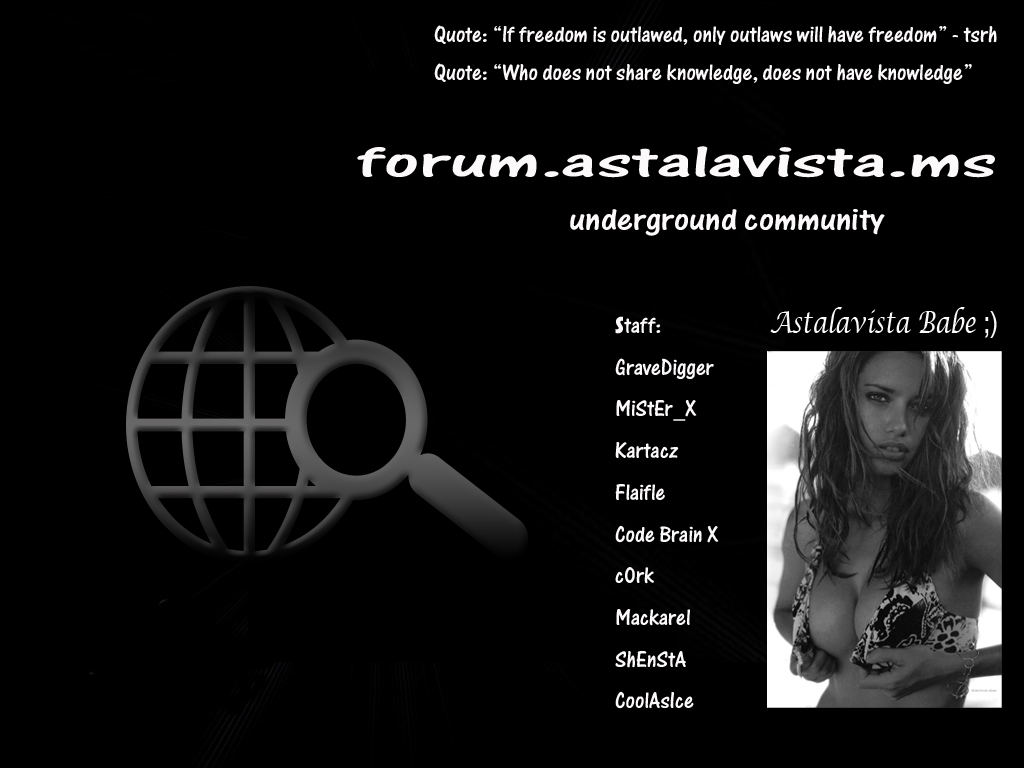 Quote: “If freedom is outlawed, only outlaws will have freedom” - tsrh
Quote: “Who does not share knowledge, does not have knowledge”
forum.astalavista.ms
underground community
Staff:
GraveDigger
MiStEr_X
Kartacz
Flaifle
Code Brain X
cOrk
Mackarel
ShEnStA
CoolAsIce
Astalavista Babe ;)